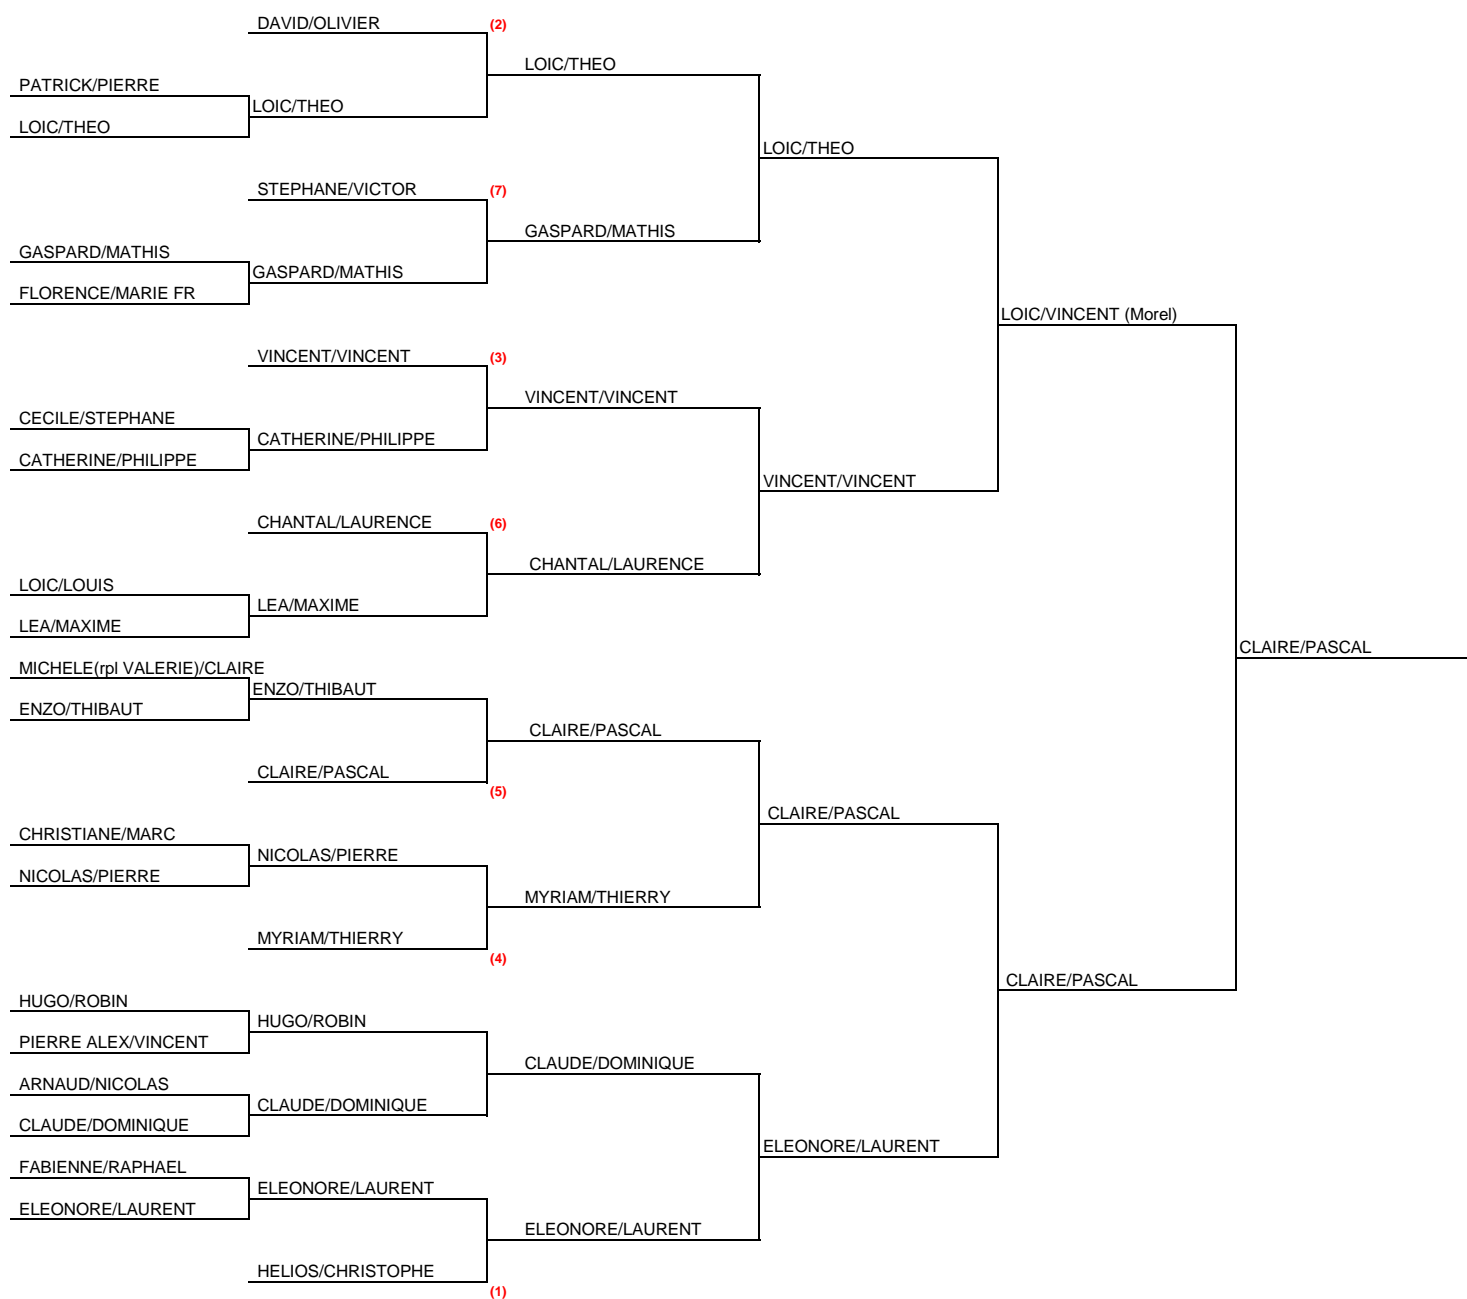 DAVID/OLIVIER (2)
LOIC/THEO
PATRICK/PIERRE
LOIC/THEO
LOIC/THEO
LOIC/THEO
STEPHANE/VICTOR (7)
GASPARD/MATHIS
GASPARD/MATHIS
GASPARD/MATHIS
FLORENCE/MARIE FR
LOIC/VINCENT (Morel)
VINCENT/VINCENT (3)
VINCENT/VINCENT
CECILE/STEPHANE
CATHERINE/PHILIPPE
CATHERINE/PHILIPPE
VINCENT/VINCENT
CHANTAL/LAURENCE (6)
CHANTAL/LAURENCE
LOIC/LOUIS
LEA/MAXIME
LEA/MAXIME
CLAIRE/PASCAL
MICHELE(rpl VALERIE)/CLAIRE
ENZO/THIBAUT
ENZO/THIBAUT
CLAIRE/PASCAL
CLAIRE/PASCAL
(5)
CLAIRE/PASCAL
CHRISTIANE/MARC
NICOLAS/PIERRE
NICOLAS/PIERRE
MYRIAM/THIERRY
MYRIAM/THIERRY
(4)
CLAIRE/PASCAL
HUGO/ROBIN
HUGO/ROBIN
PIERRE ALEX/VINCENT
CLAUDE/DOMINIQUE
ARNAUD/NICOLAS
CLAUDE/DOMINIQUE
CLAUDE/DOMINIQUE
ELEONORE/LAURENT
FABIENNE/RAPHAEL
ELEONORE/LAURENT
ELEONORE/LAURENT
ELEONORE/LAURENT
HELIOS/CHRISTOPHE
(1)